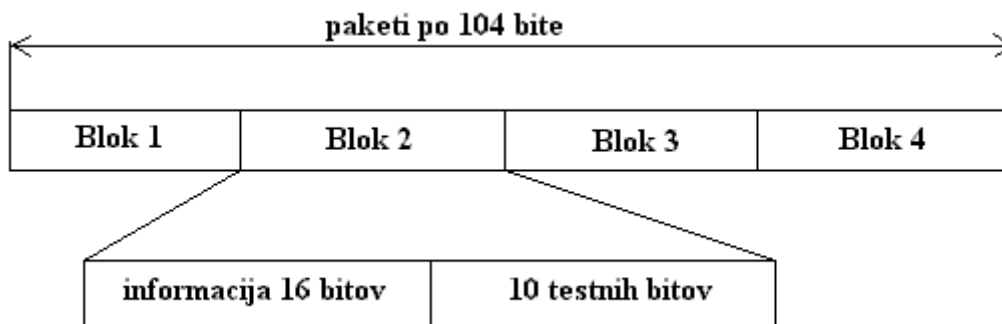 paketi po 104 bite
Blok 1 Blok 2 Blok 3 Blok 4
informacija 16 bitov 10 testnih bitov